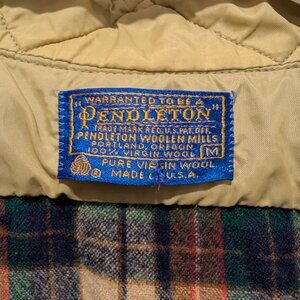 WARRANTED TO BE A
"PENDLETON"
TRADE MARK REG. U.S. PAT. OFF.
PENDLETON WOOLEN MILLS
PORTLAND, OREGON
100% VIRGIN WOOL M
PURE VIRGIN WOOL
MADE IN U.S.A.